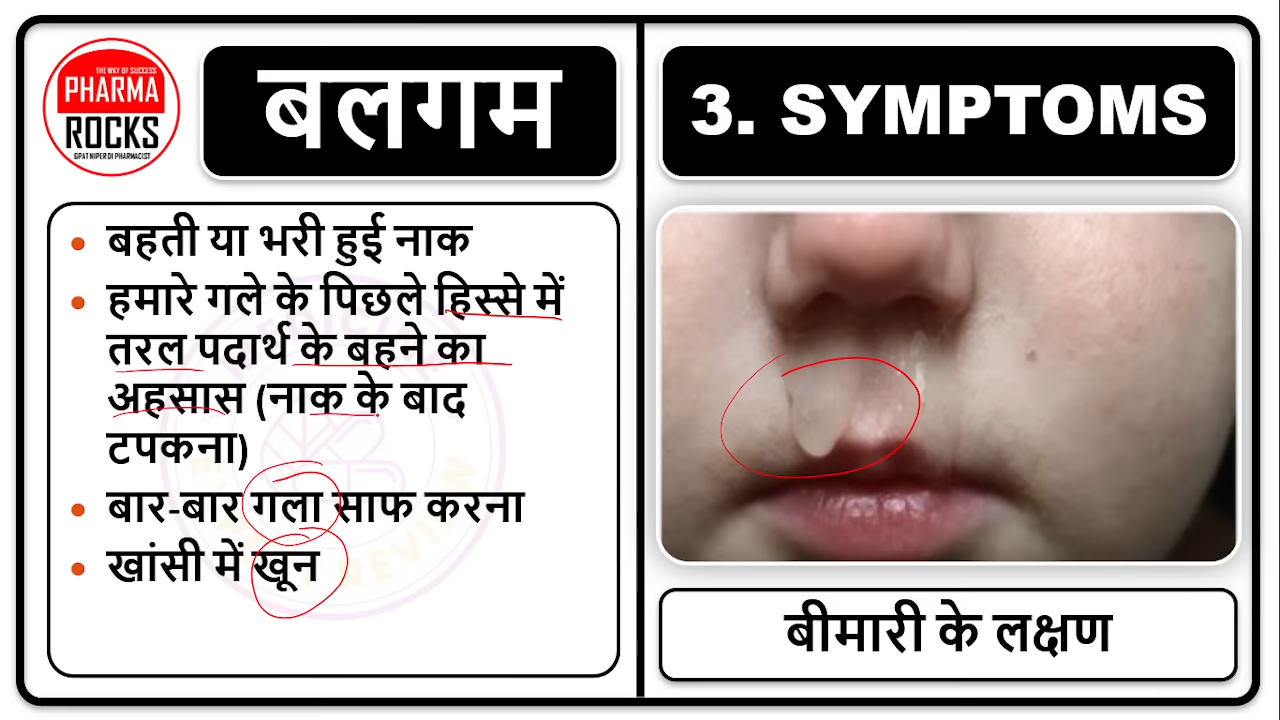 THE WAY OF SUCCESS
PHARMA
ROCKS
GPAT NIPER DI PHARMACIST
बलगम
3. SYMPTOMS
• बहती या भरी हुई नाक
• हमारे गले के पिछले हिस्से में
तरल पदार्थ के बहने का
अहसास (नाक के बाद
टपकना)
• बार-बार गला साफ करना
• खांसी में खून
बीमारी के लक्षण